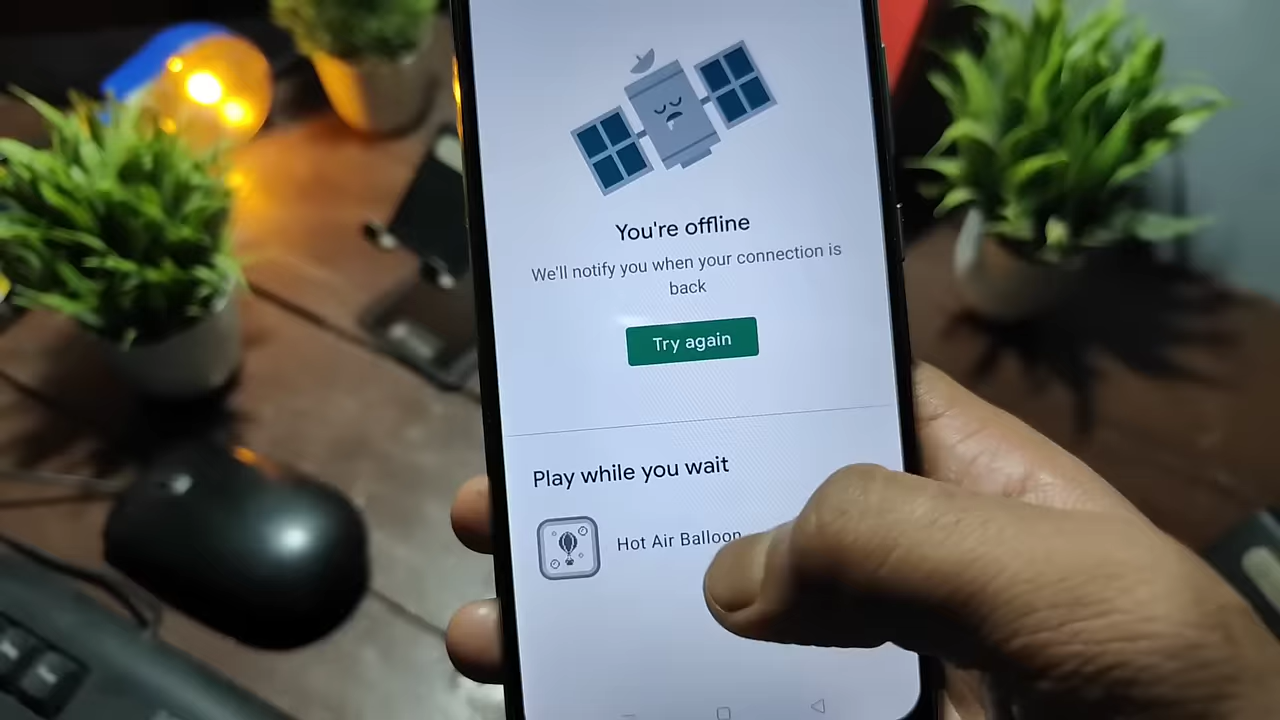 You're offline
We'll notify you when your connection is
back
Try again
Play while you wait
Hot Air Balloon